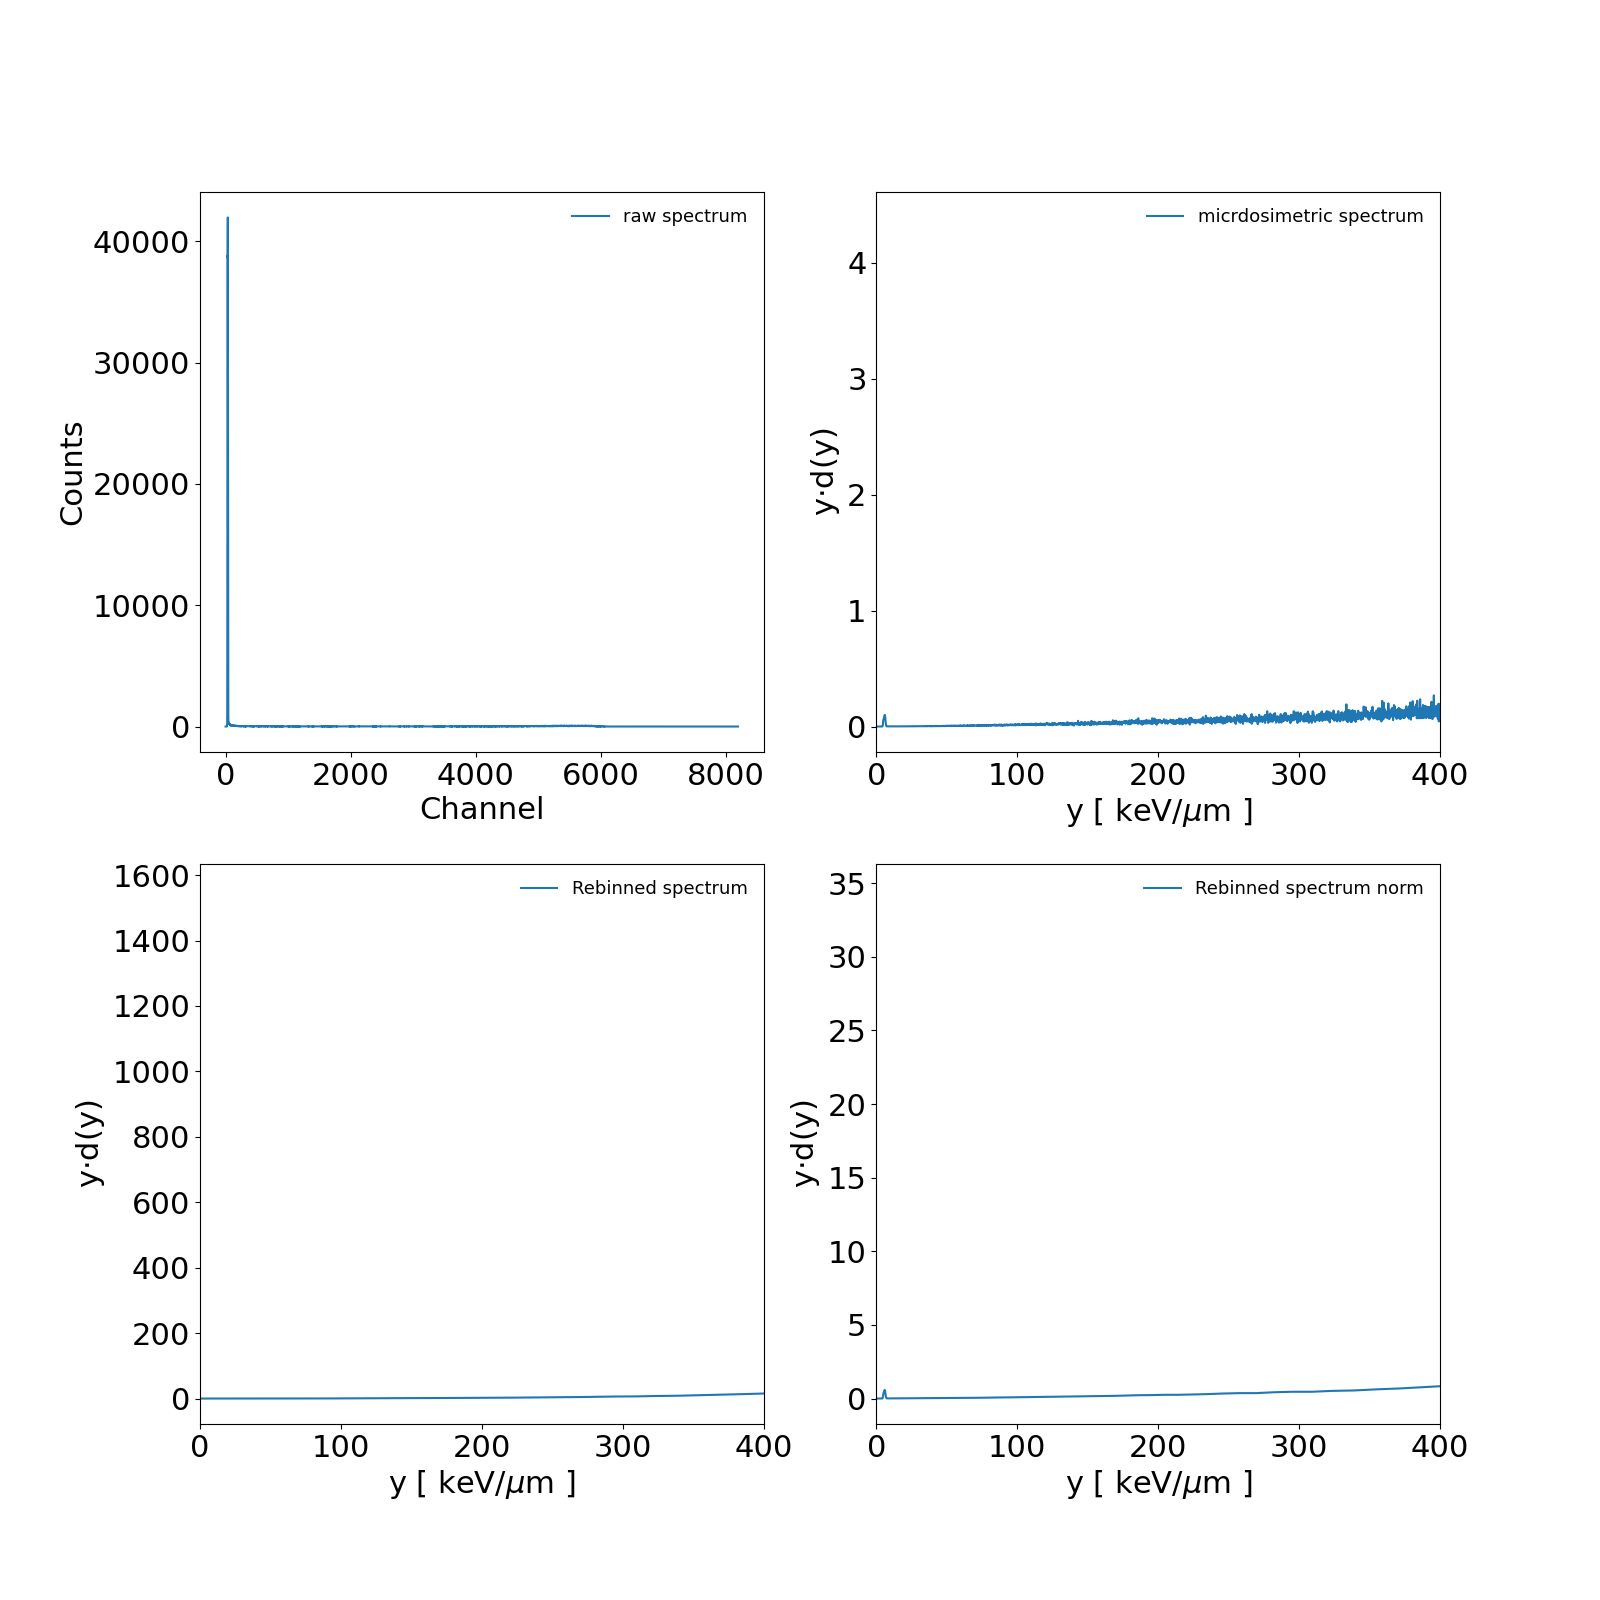 raw spectrum
40000
30000
20000
10000
0
Counts
0 2000 4000 6000 8000
Channel
micrdosimetric spectrum
4
3
2
1
0
y·d(y)
0 100 200 300 400
y [ keV/μm ]
Rebinned spectrum
1600
1400
1200
1000
800
600
400
200
0
y·d(y)
0 100 200 300 400
y [ keV/μm ]
Rebinned spectrum norm
35
30
25
20
15
10
5
0
y·d(y)
0 100 200 300 400
y [ keV/μm ]